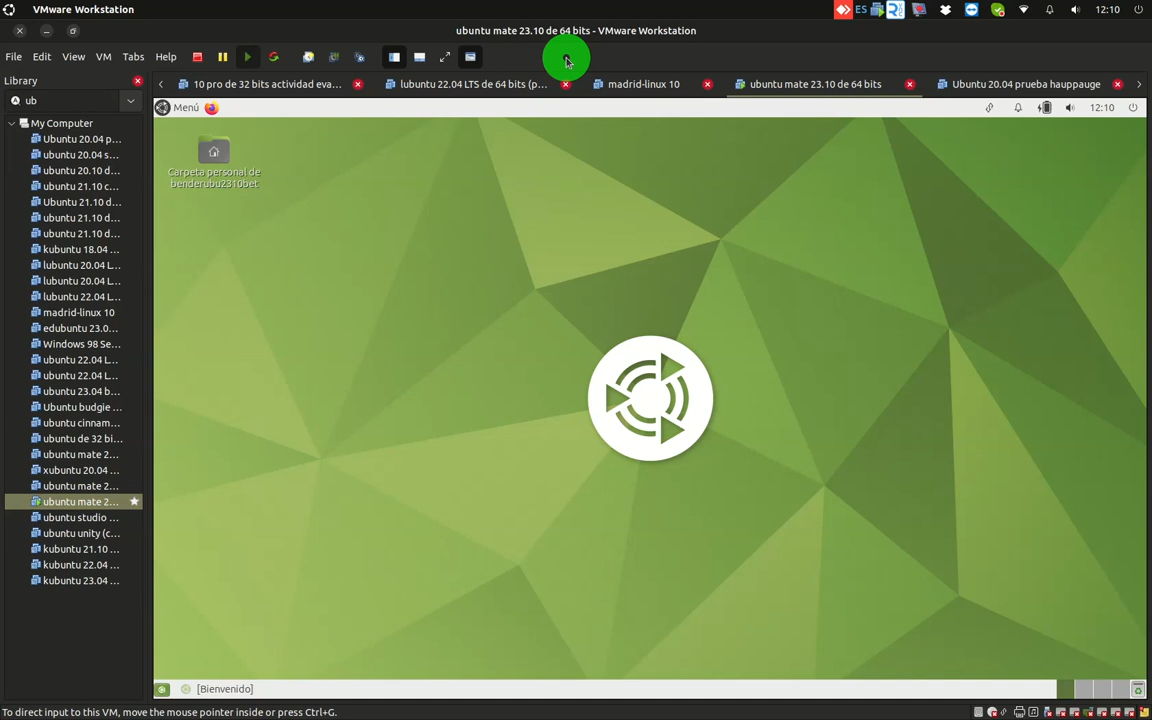 VMware Workstation
ES
12:10
ubuntu mate 23.10 de 64 bits - VMware Workstation
File Edit View VM Tabs Help
Library
ub
10 pro de 32 bits actividad eva...
lubuntu 22.04 LTS de 64 bits (p...
madrid-linux 10
ubuntu mate 23.10 de 64 bits
Ubuntu 20.04 prueba hauppauge
Menú
12:10
My Computer
Ubuntu 20.04 p...
ubuntu 20.04 s...
ubuntu 20.10 d...
ubuntu 21.10 c...
Ubuntu 21.10 d...
ubuntu 21.10 d...
ubuntu 21.10 d...
kubuntu 18.04 ...
lubuntu 20.04 L...
lubuntu 20.04 L...
lubuntu 22.04 L...
madrid-linux 10
edubuntu 23.0...
Windows 98 Se...
ubuntu 22.04 L...
ubuntu 22.04 L...
ubuntu 23.04 b...
Ubuntu budgie ...
ubuntu cinnam...
ubuntu de 32 bi...
ubuntu mate 2...
xubuntu 20.04 ...
ubuntu mate 2...
ubuntu mate 2...
ubuntu studio ...
ubuntu unity (c...
kubuntu 21.10 ...
kubuntu 22.04 ...
kubuntu 23.04 ...
Carpeta personal de
benderubu2310bet
[Bienvenido]
To direct input to this VM, move the mouse pointer inside or press Ctrl+G.